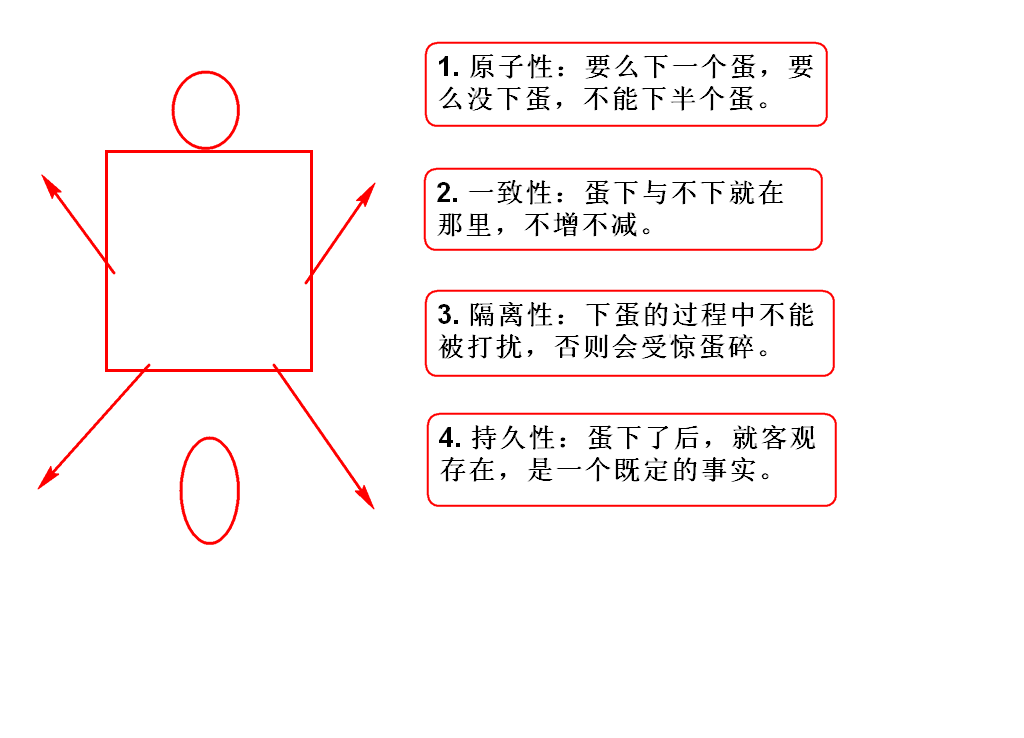 1. 原子性：要么下一个蛋，要
么没下蛋，不能下半个蛋。
2. 一致性：蛋下与不下就在
那里，不增不减。
3. 隔离性：下蛋的过程中不能
被打扰，否则会受惊蛋碎。
4. 持久性：蛋下了后，就客观
存在，是一个既定的事实。